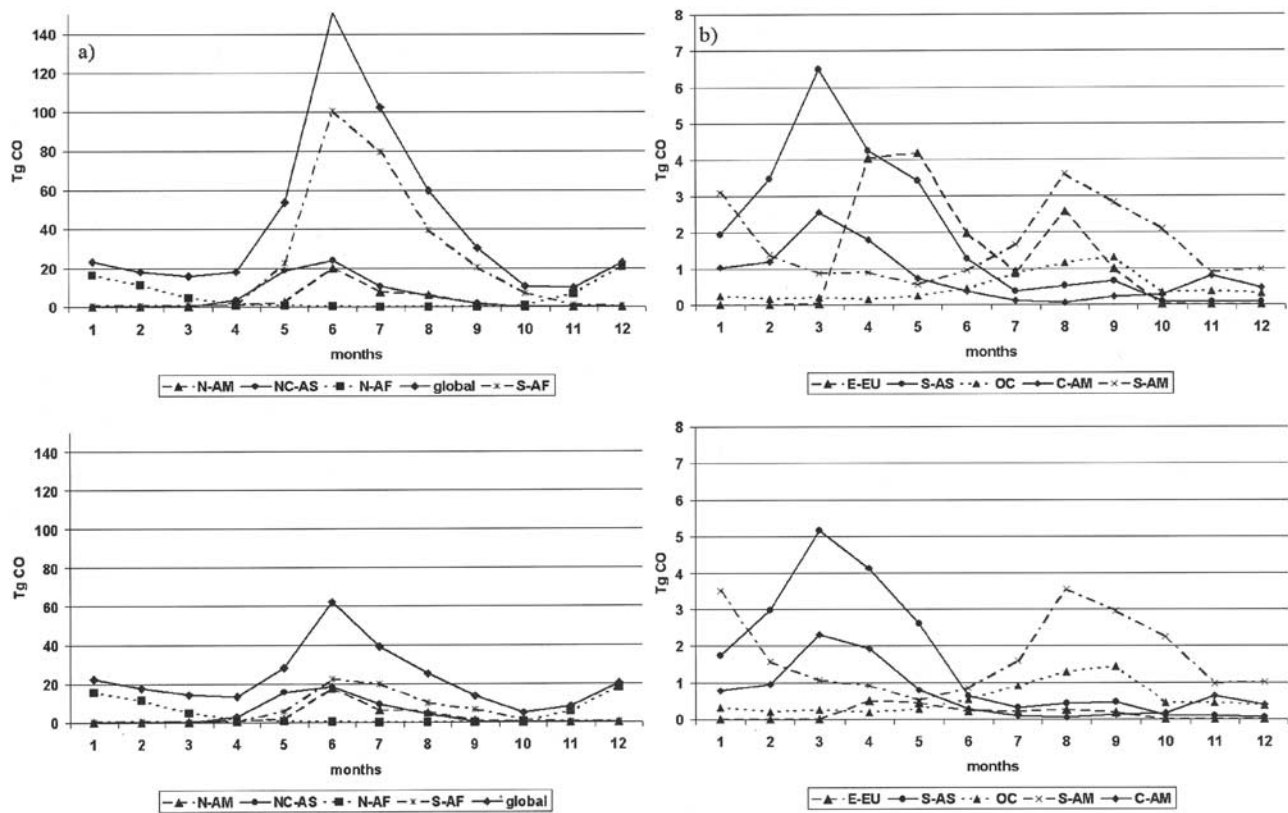 a)
140
120
100
80
60
40
20
0
Tg CO
1 2 3 4 5 6 7 8 9 10 11 12
months
N-AM NC-AS N-AF global S-AF
b)
8
7
6
5
4
3
2
1
0
Tg CO
1 2 3 4 5 6 7 8 9 10 11 12
months
E-EU S-AS OC C-AM S-AM
140
120
100
80
60
40
20
0
Tg CO
1 2 3 4 5 6 7 8 9 10 11 12
months
N-AM NC-AS N-AF S-AF global
8
7
6
5
4
3
2
1
0
Tg CO
1 2 3 4 5 6 7 8 9 10 11 12
months
E-EU S-AS OC S-AM C-AM